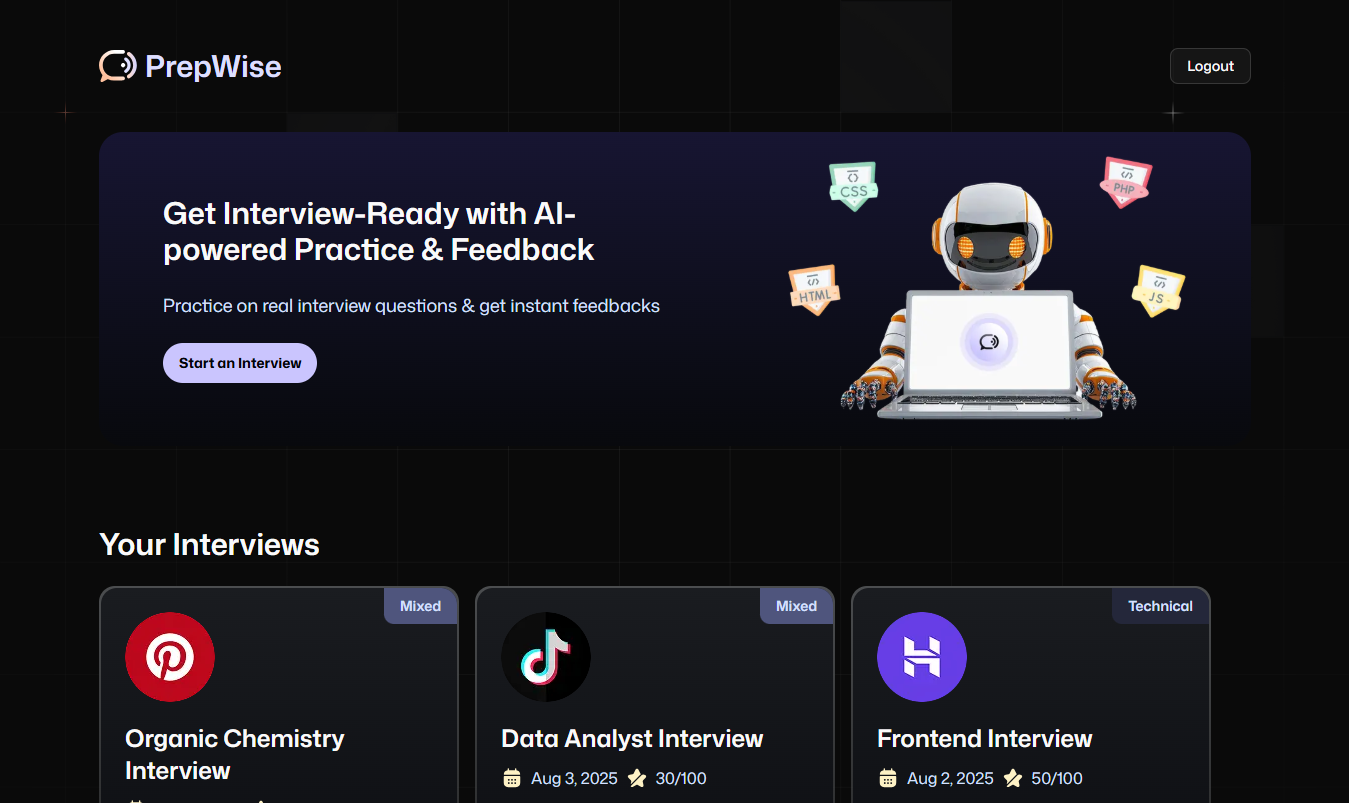 PrepWise
Logout
Get Interview-Ready with AI-
powered Practice & Feedback
Practice on real interview questions & get instant feedbacks
Start an Interview
CSS
PHP
HTML
JS
Your Interviews
Mixed
Mixed
Technical
Organic Chemistry
Interview
Data Analyst Interview
Frontend Interview
Aug 3, 2025 30/100
Aug 2, 2025 50/100